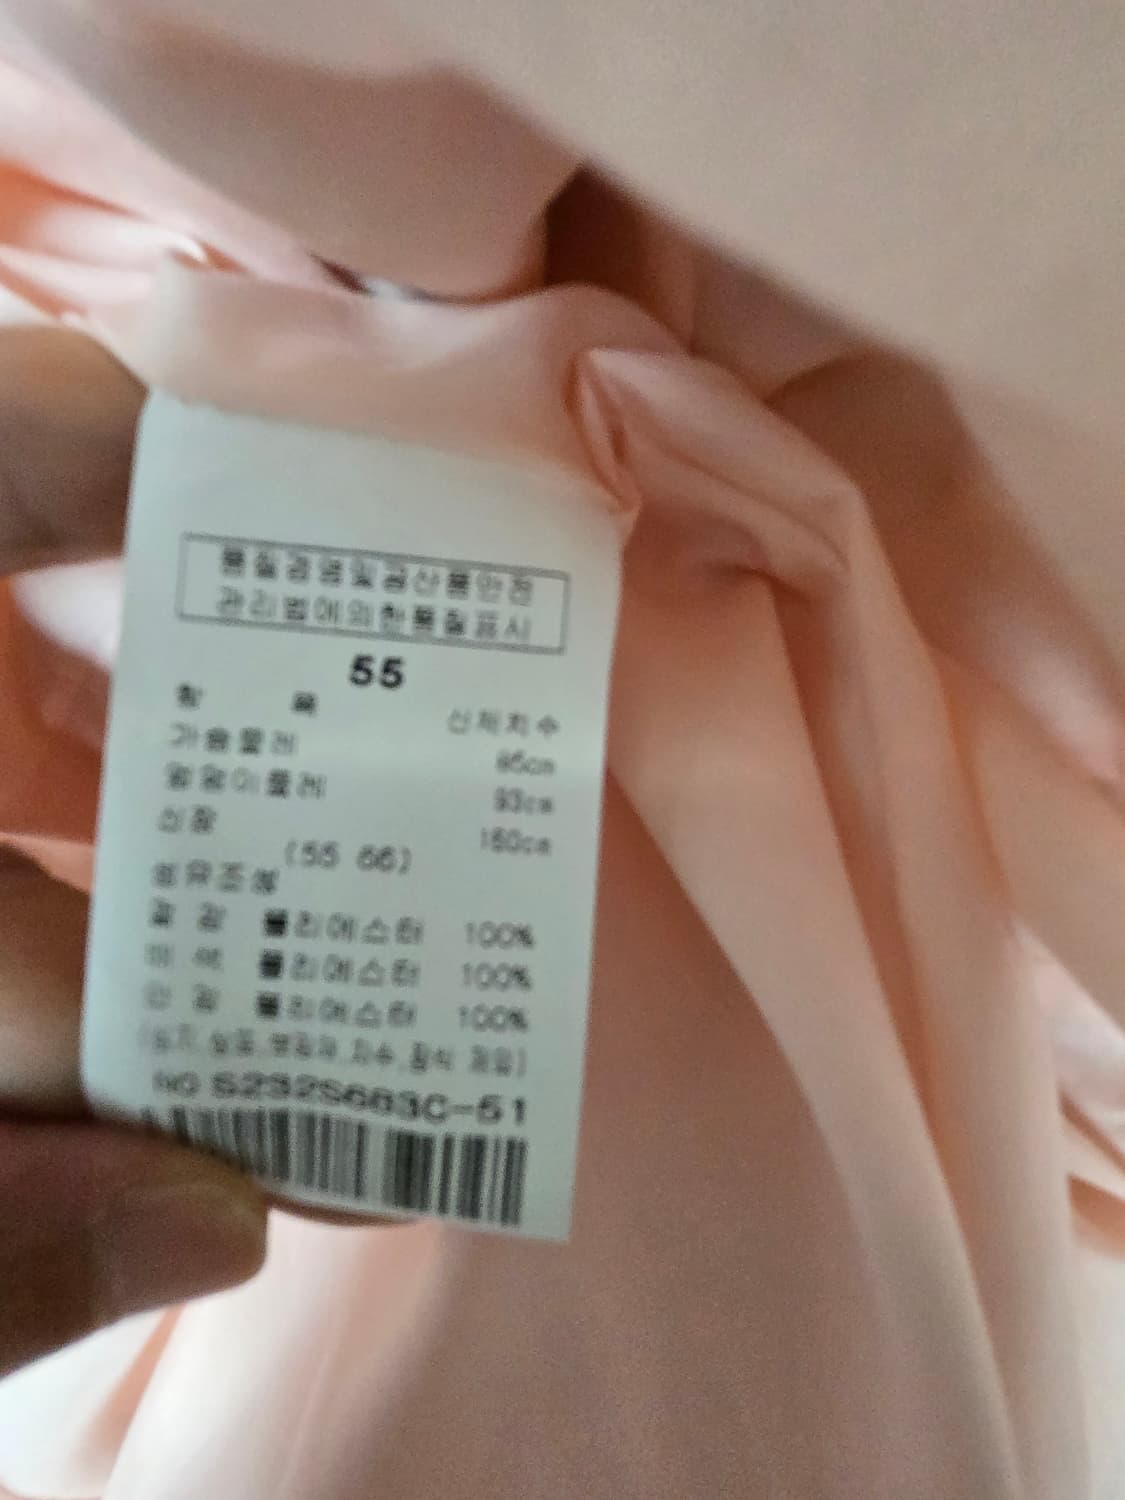 품질경영및공산품안전
관리법에의한품질표시
55
항 목 신체치수
가슴둘레 85cm
엉덩이둘레 93cm
신장 160cm
(55 66)
섬유조성
겉감 폴리에스터 100%
배색 폴리에스터 100%
안감 폴리에스터 100%
NO S232S663C-51